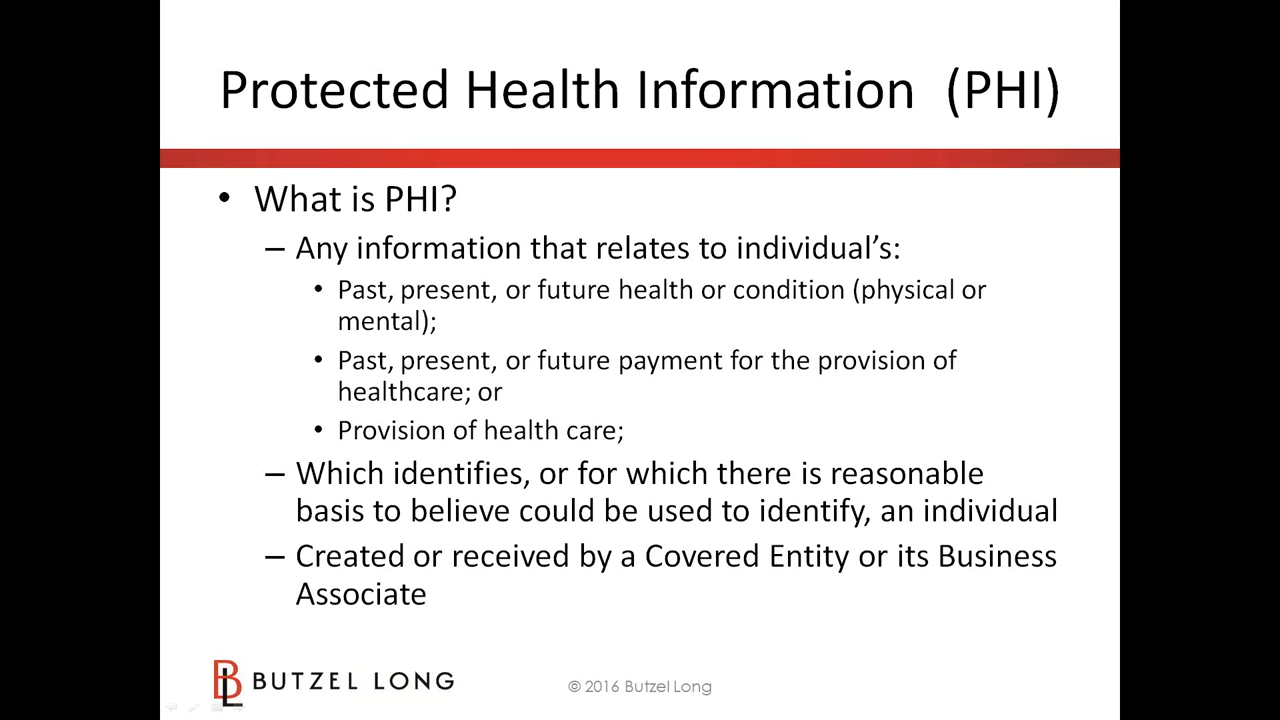 Protected Health Information (PHI)
• What is PHI?
– Any information that relates to individual’s:
• Past, present, or future health or condition (physical or
mental);
• Past, present, or future payment for the provision of
healthcare; or
• Provision of health care;
– Which identifies, or for which there is reasonable
basis to believe could be used to identify, an individual
– Created or received by a Covered Entity or its Business
Associate
BL BUTZEL LONG
© 2016 Butzel Long